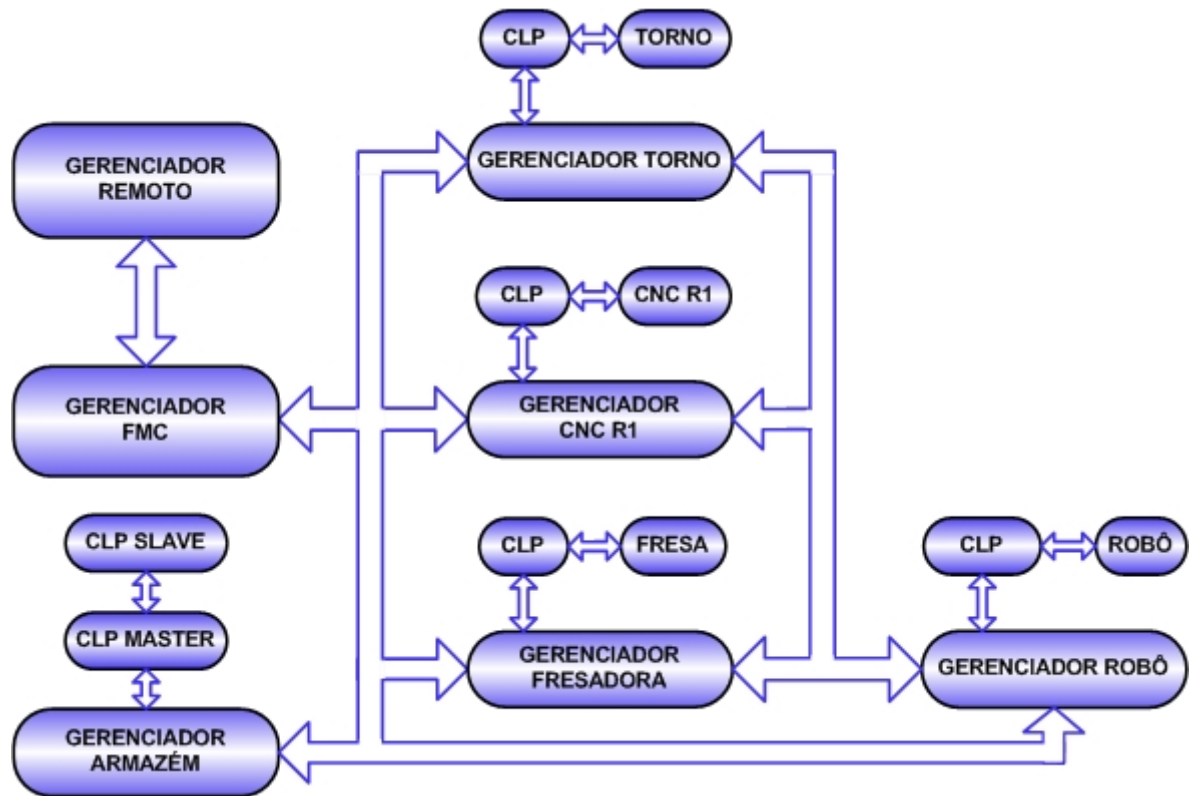 CLP
TORNO
GERENCIADOR
REMOTO
GERENCIADOR TORNO
CLP
CNC R1
GERENCIADOR
FMC
GERENCIADOR
CNC R1
CLP SLAVE
CLP
FRESA
CLP
ROBÔ
CLP MASTER
GERENCIADOR
FRESADORA
GERENCIADOR ROBÔ
GERENCIADOR
ARMAZÉM